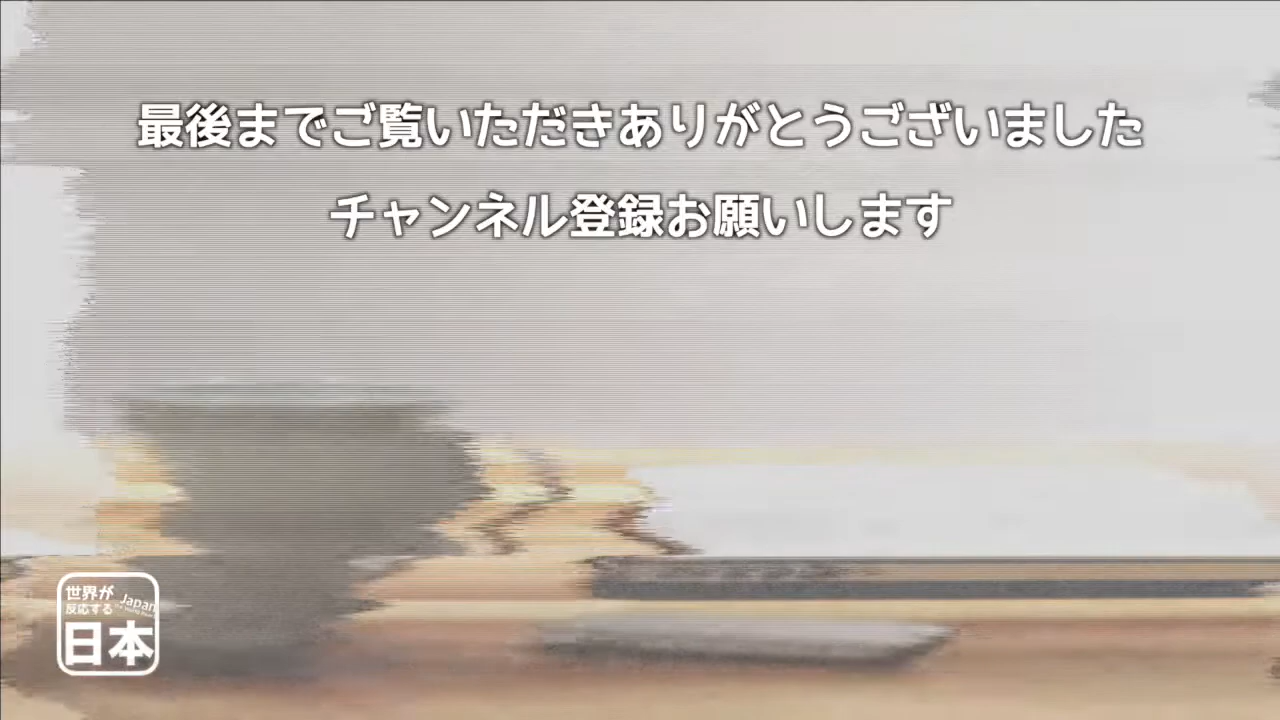 最後までご覧いただきありがとうございました
チャンネル登録お願いします
世界が
反応する
Japan
日本